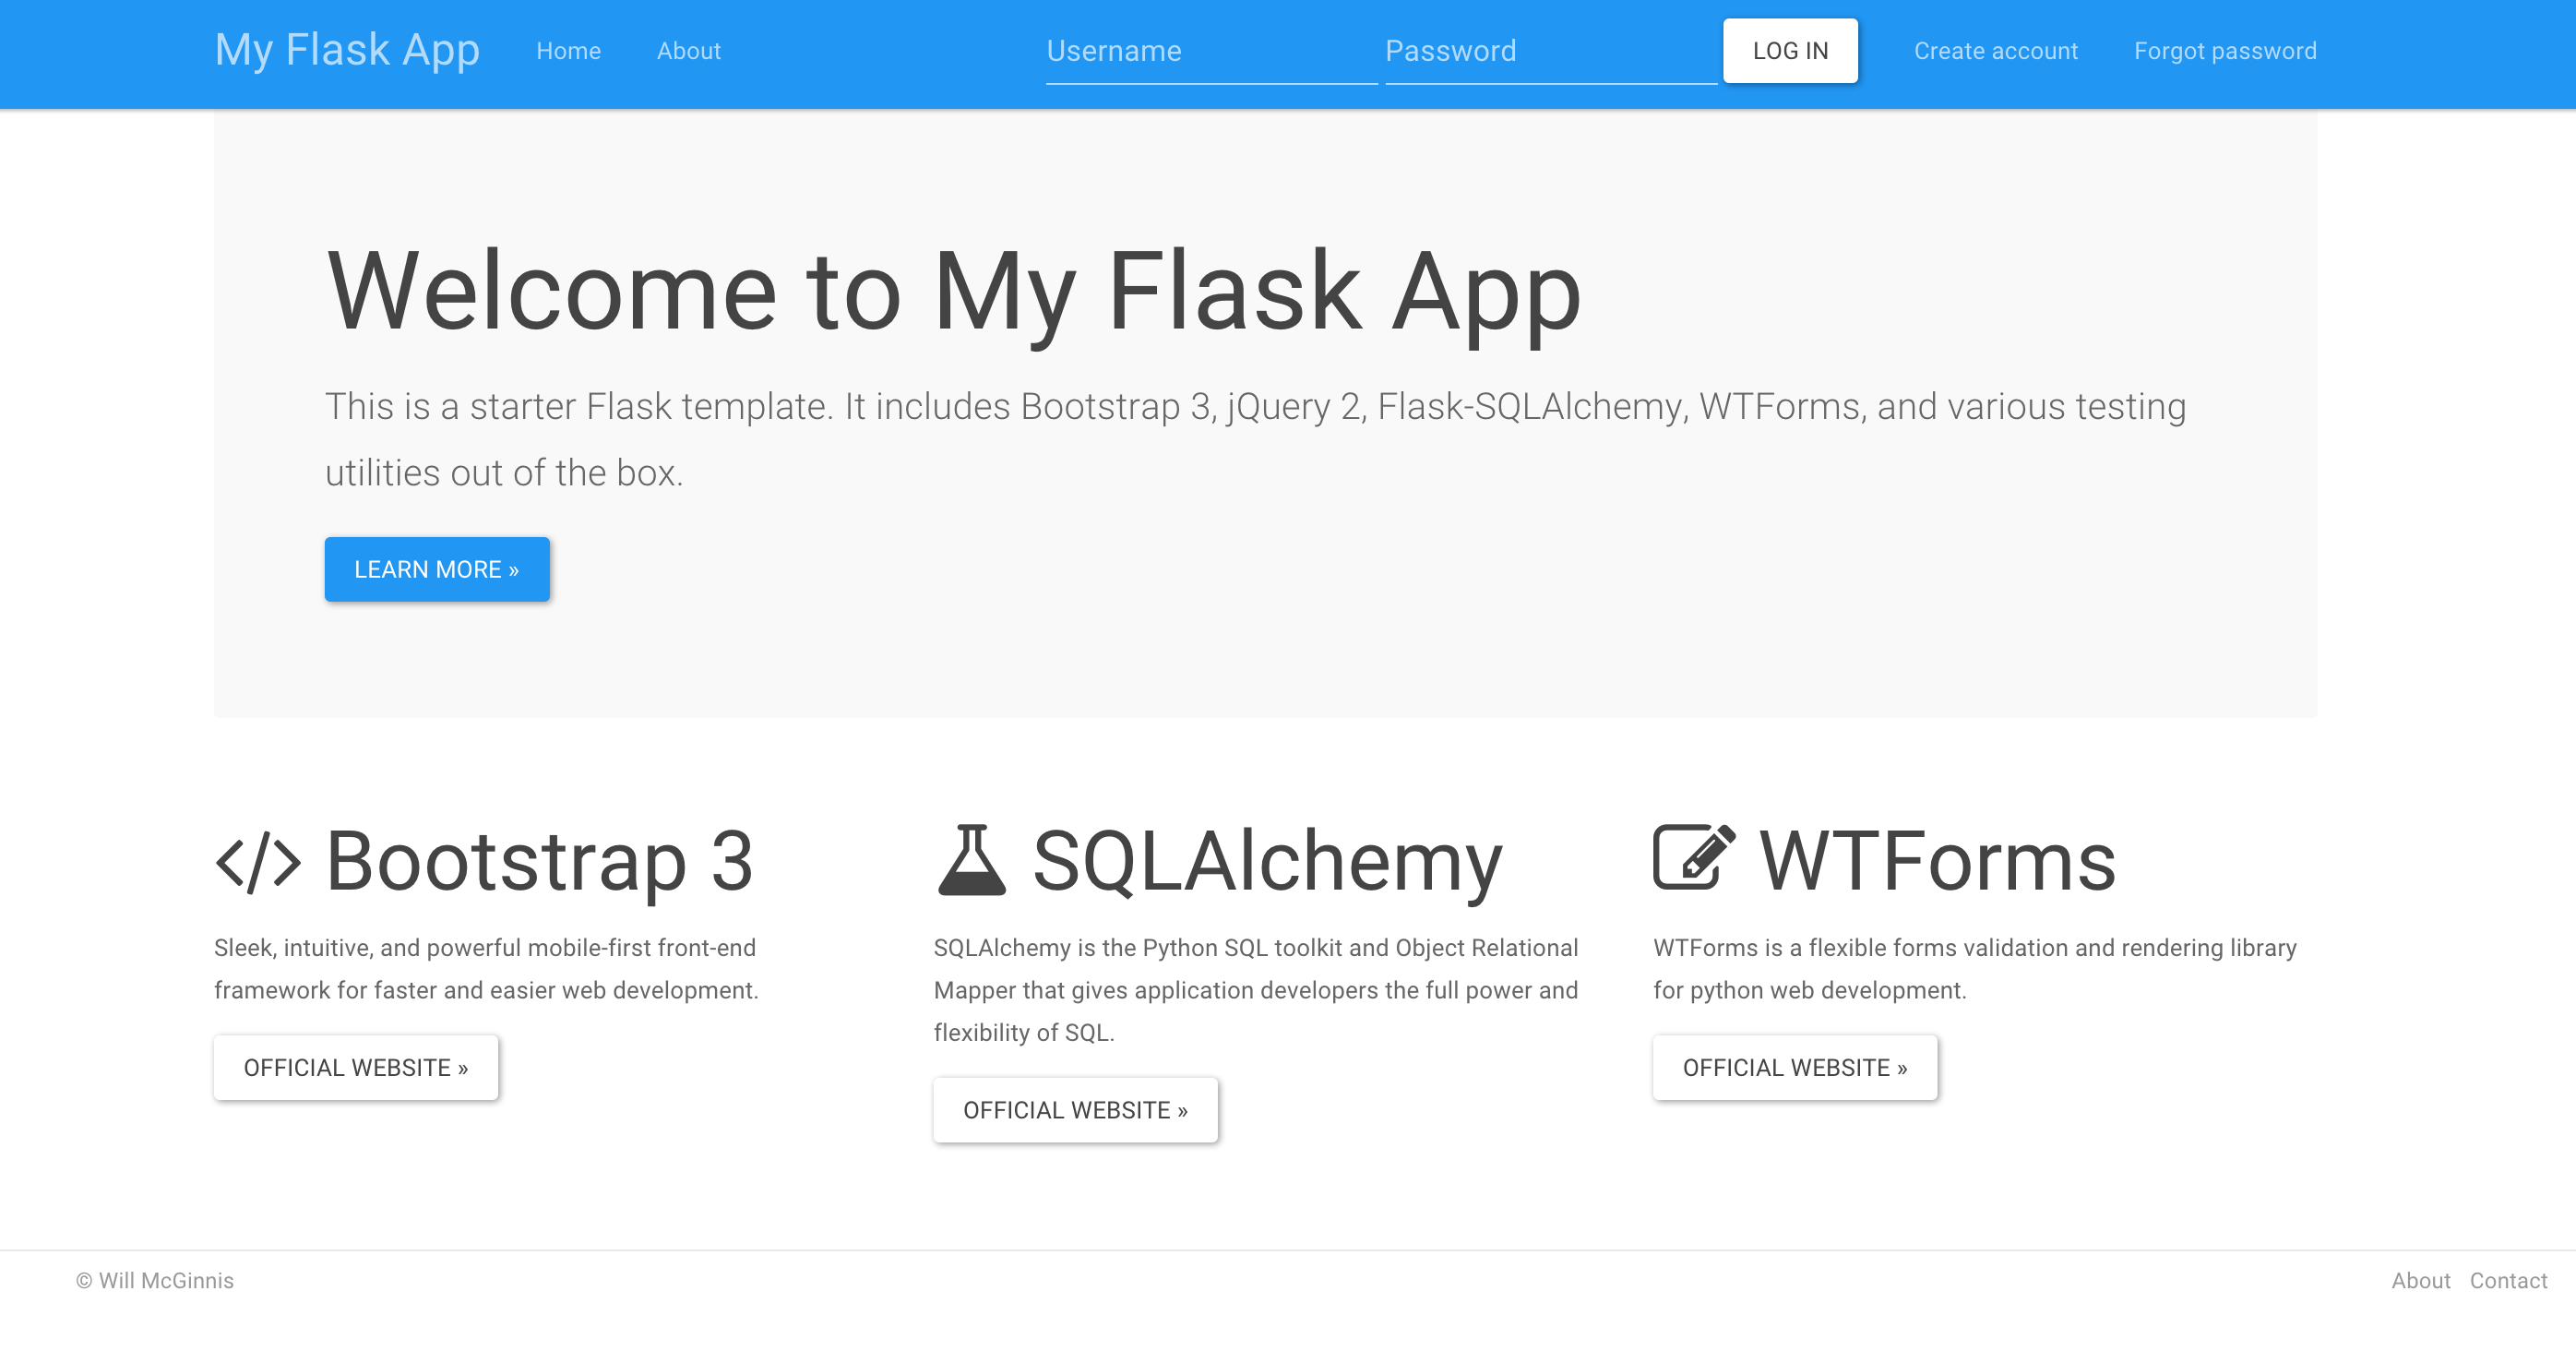 My Flask App Home About Username Password LOG IN Create account Forgot password
Welcome to My Flask App
This is a starter Flask template. It includes Bootstrap 3, jQuery 2, Flask-SQLAlchemy, WTForms, and various testing
utilities out of the box.
LEARN MORE »
Bootstrap 3
Sleek, intuitive, and powerful mobile-first front-end
framework for faster and easier web development.
OFFICIAL WEBSITE »
SQLAlchemy
SQLAlchemy is the Python SQL toolkit and Object Relational
Mapper that gives application developers the full power and
flexibility of SQL.
OFFICIAL WEBSITE »
WTForms
WTForms is a flexible forms validation and rendering library
for python web development.
OFFICIAL WEBSITE »
© Will McGinnis
About Contact